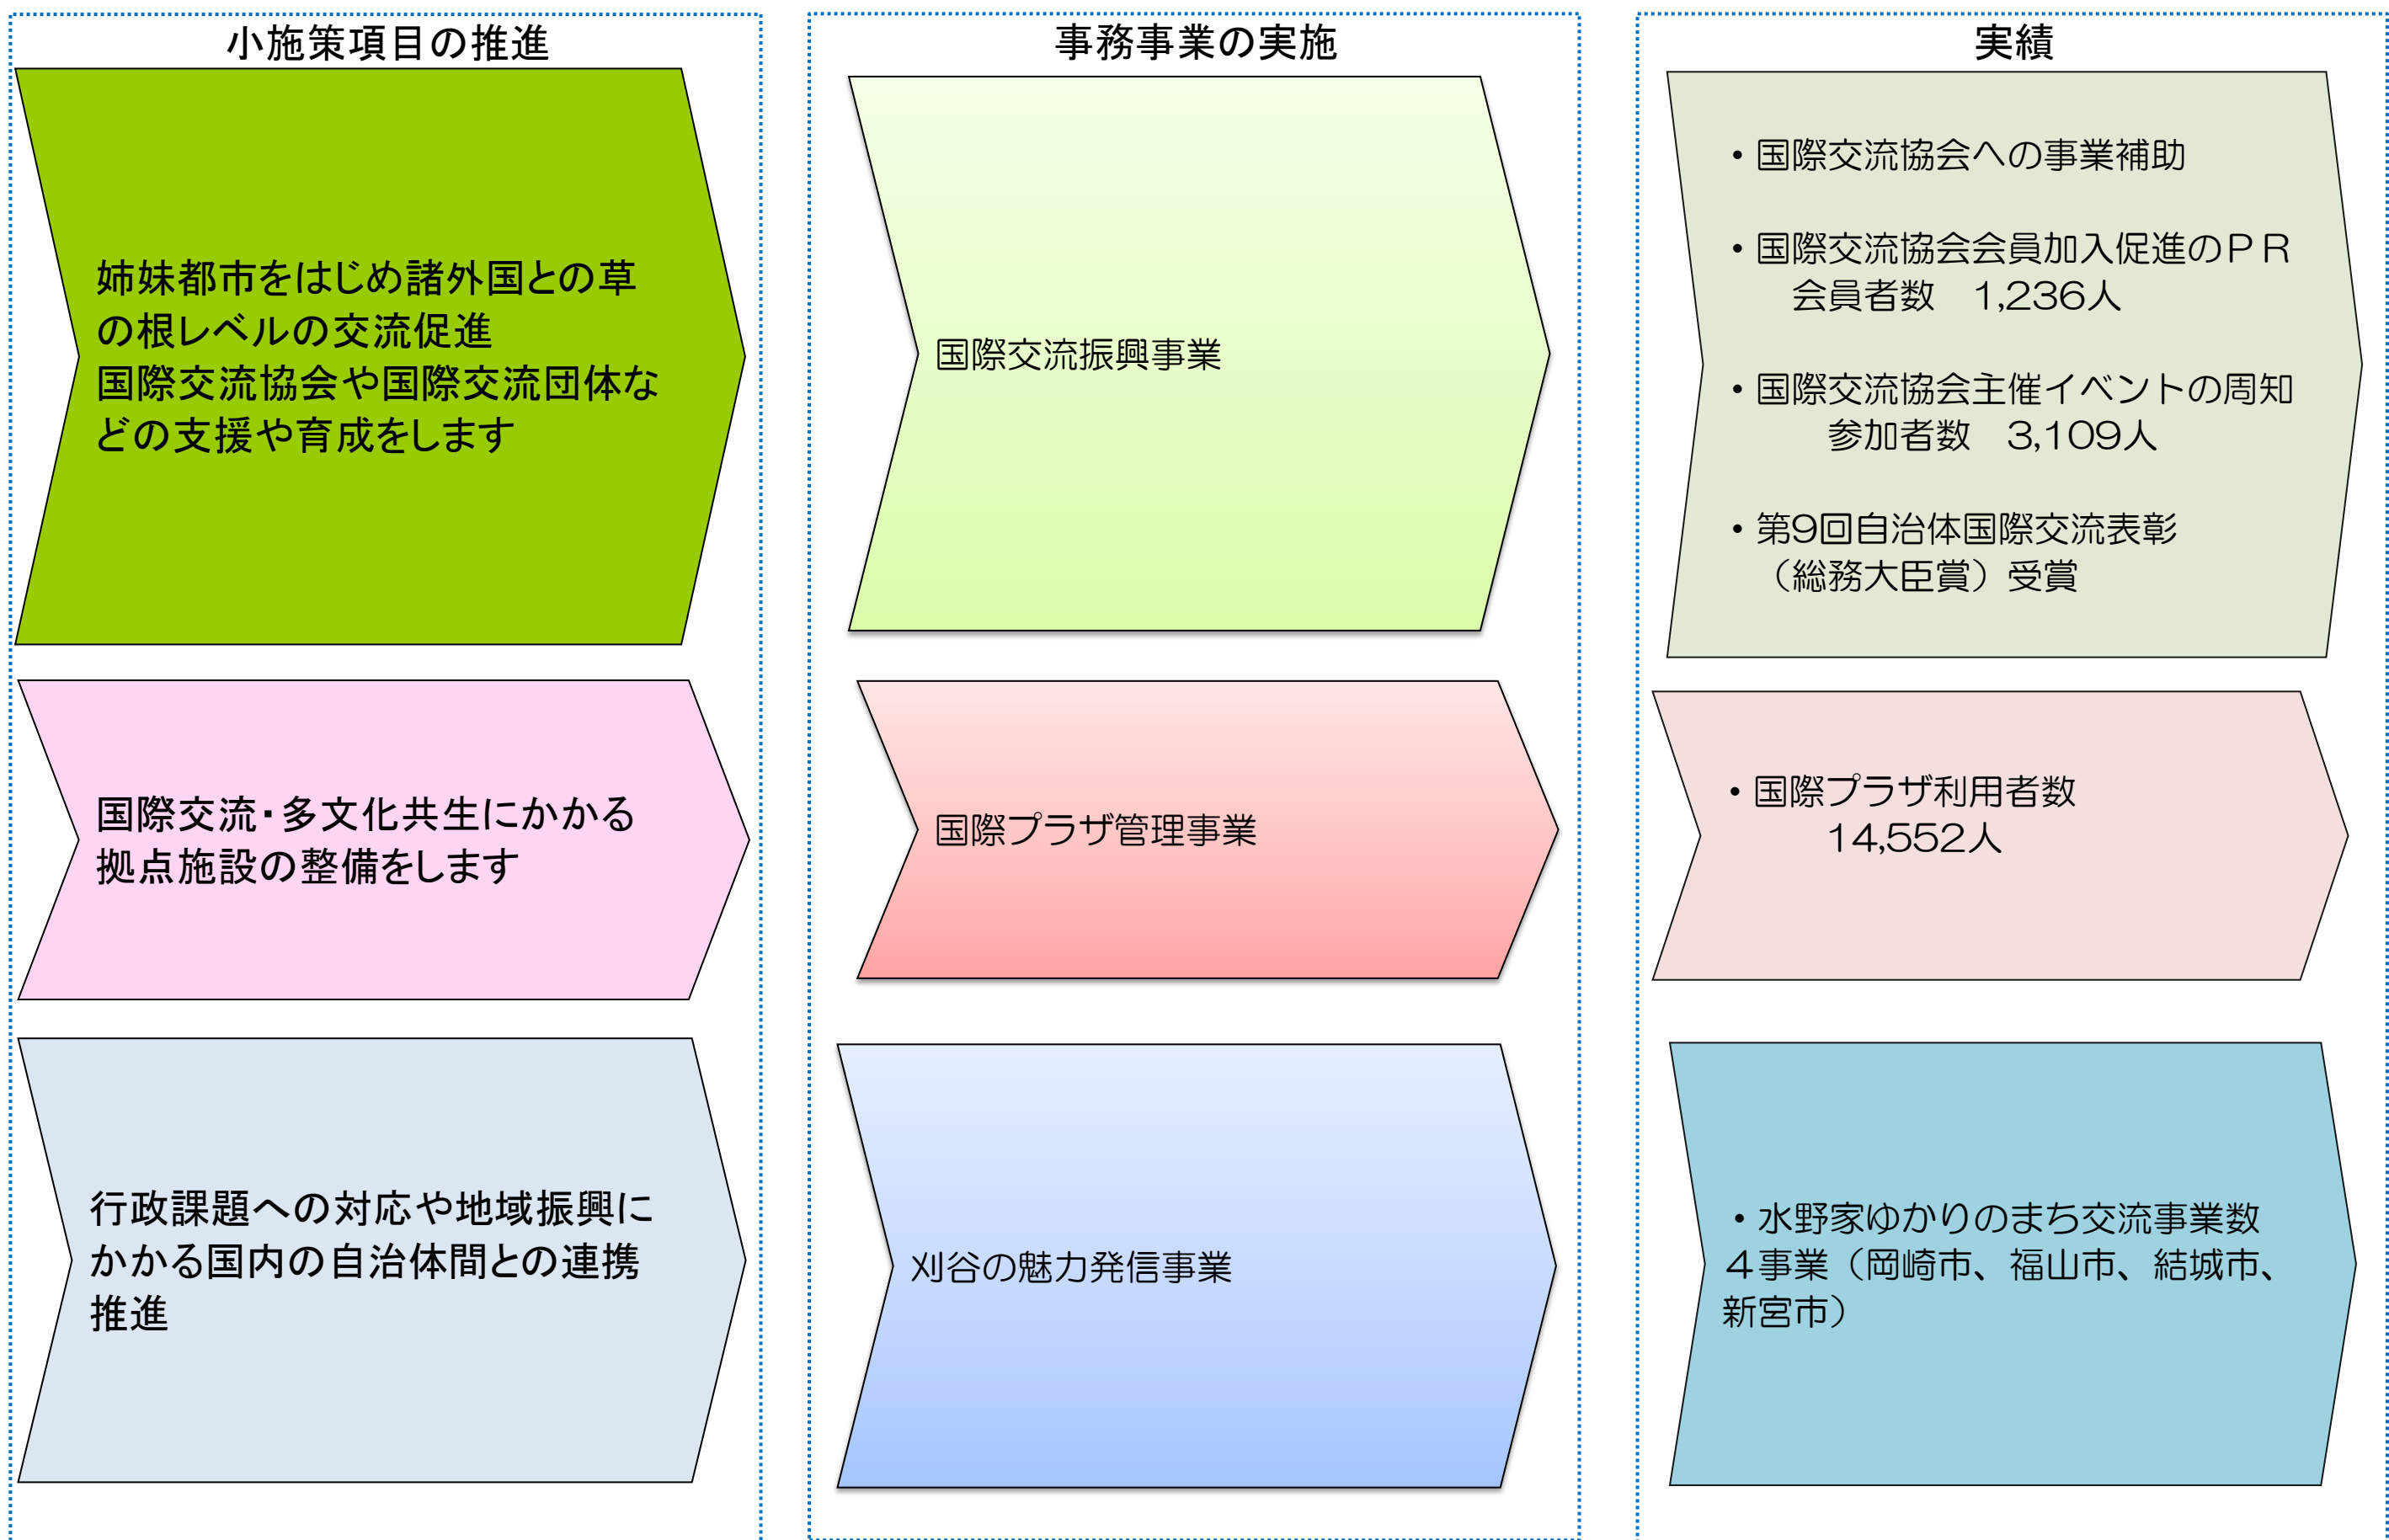 小施策項目の推進
姉妹都市をはじめ諸外国との草
の根レベルの交流促進
国際交流協会や国際交流団体な
どの支援や育成をします
国際交流・多文化共生にかかる
拠点施設の整備をします
行政課題への対応や地域振興に
かかる国内の自治体間との連携
推進
事務事業の実施
国際交流振興事業
国際プラザ管理事業
刈谷の魅力発信事業
実績
・国際交流協会への事業補助
・国際交流協会会員加入促進のＰＲ
会員者数　1,236人
・国際交流協会主催イベントの周知
参加者数　3,109人
・第9回自治体国際交流表彰
（総務大臣賞）受賞
・国際プラザ利用者数
14,552人
・水野家ゆかりのまち交流事業数
４事業（岡崎市、福山市、結城市、
新宮市）